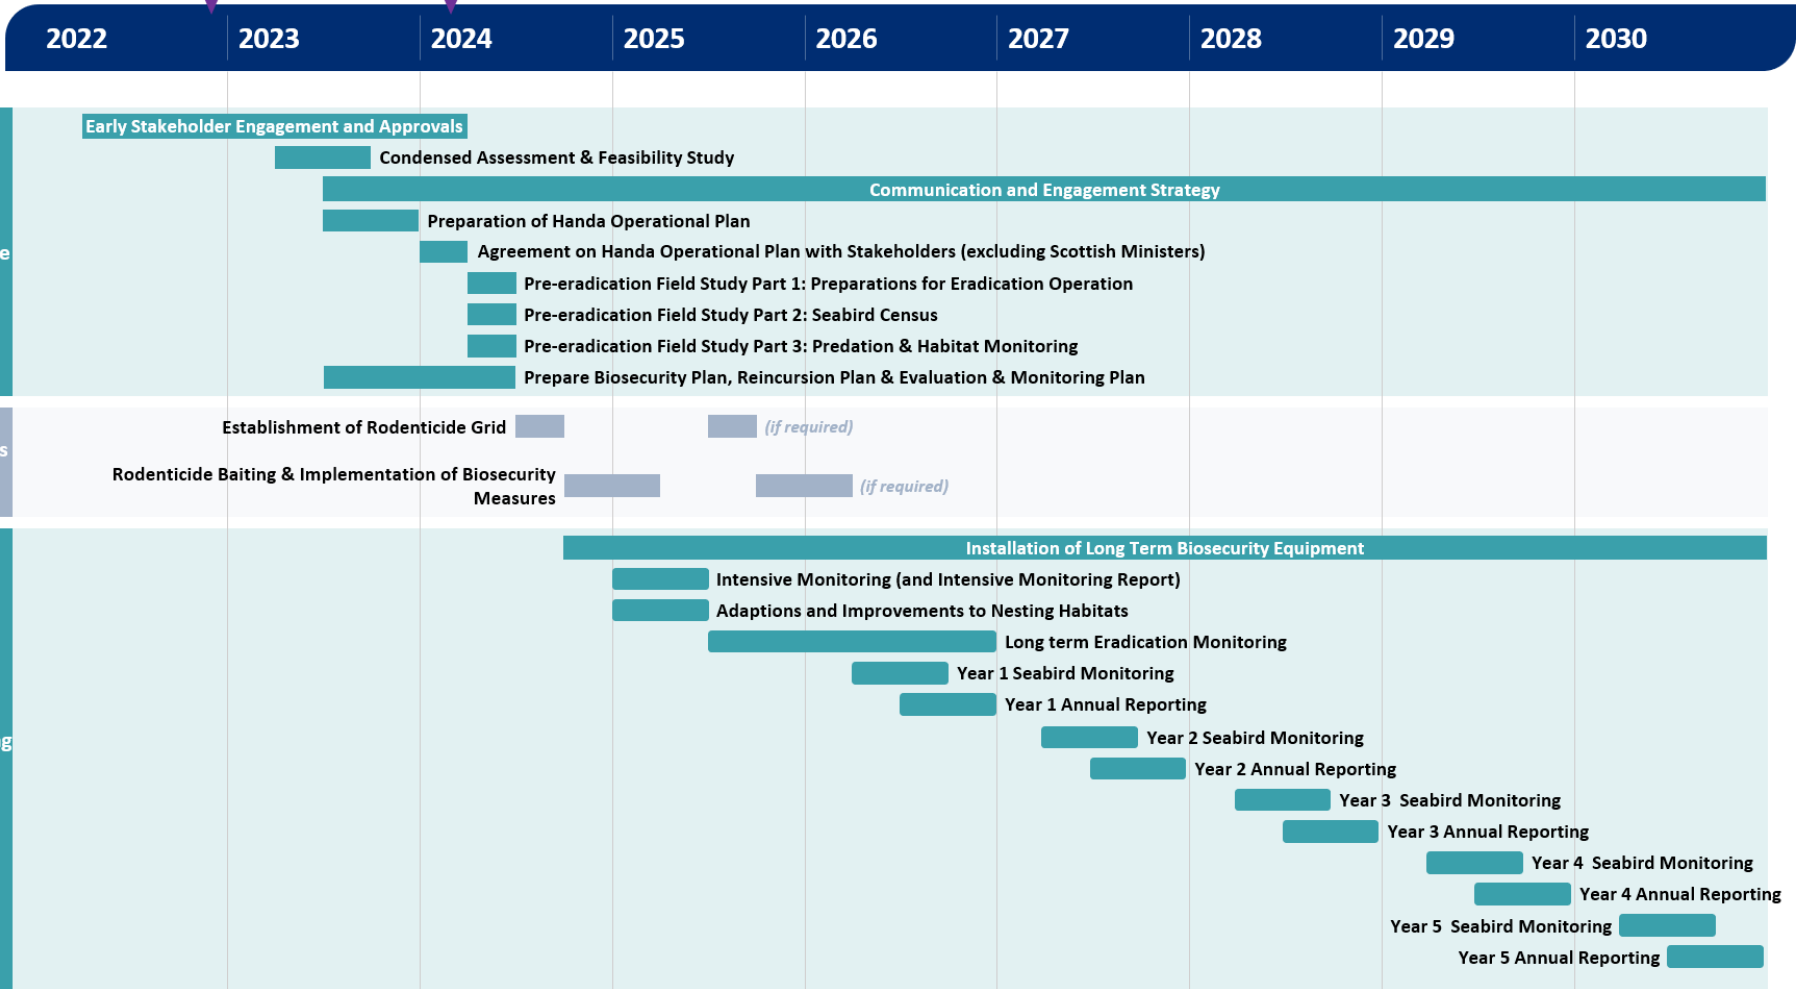 2022 2023 2024 2025 2026 2027 2028 2029 2030
Early Stakeholder Engagement and Approvals
Condensed Assessment & Feasibility Study
Communication and Engagement Strategy
Preparation of Handa Operational Plan
Agreement on Handa Operational Plan with Stakeholders (excluding Scottish Ministers)
e
Pre-eradication Field Study Part 1: Preparations for Eradication Operation
Pre-eradication Field Study Part 2: Seabird Census
Pre-eradication Field Study Part 3: Predation & Habitat Monitoring
Prepare Biosecurity Plan, Reincursion Plan & Evaluation & Monitoring Plan
Establishment of Rodenticide Grid (if required)
s
Rodenticide Baiting & Implementation of Biosecurity
Measures (if required)
Installation of Long Term Biosecurity Equipment
Intensive Monitoring (and Intensive Monitoring Report)
Adaptions and Improvements to Nesting Habitats
Long term Eradication Monitoring
Year 1 Seabird Monitoring
Year 1 Annual Reporting
Year 2 Seabird Monitoring
g
Year 2 Annual Reporting
Year 3 Seabird Monitoring
Year 3 Annual Reporting
Year 4 Seabird Monitoring
Year 4 Annual Reporting
Year 5 Seabird Monitoring
Year 5 Annual Reporting